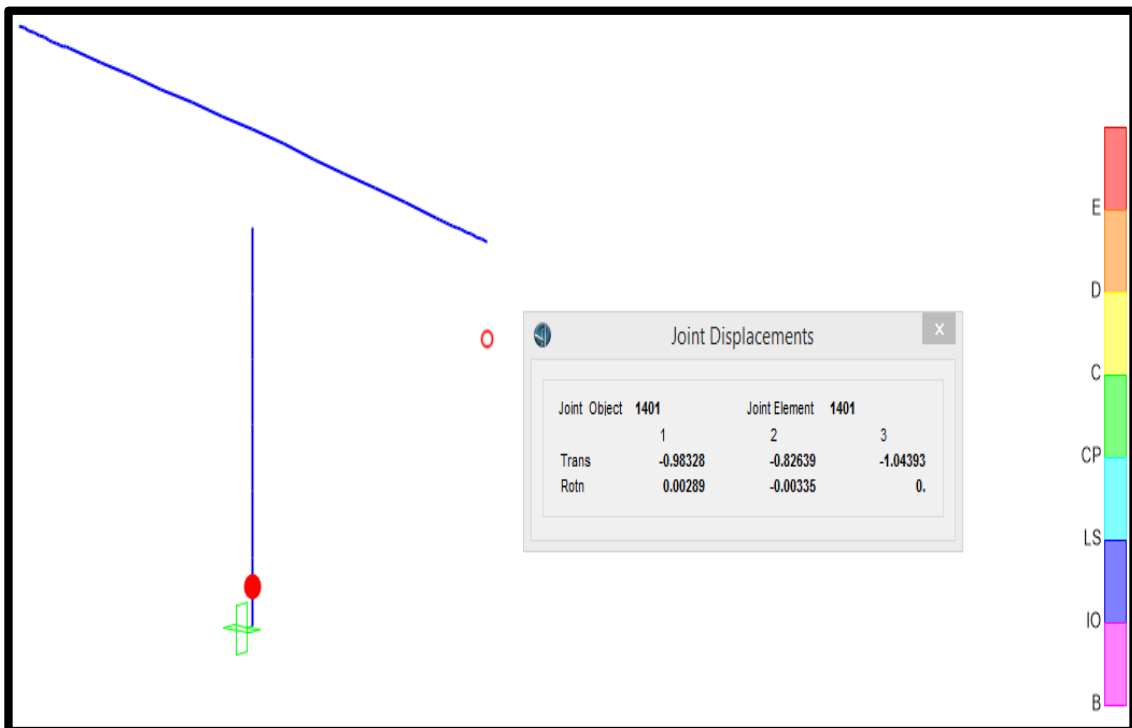 Joint Displacements x
Joint Object 1401 Joint Element 1401
1 2 3
Trans -0.98328 -0.82639 -1.04393
Rotn 0.00289 -0.00335 0.
E
D
C
CP
LS
IO
B